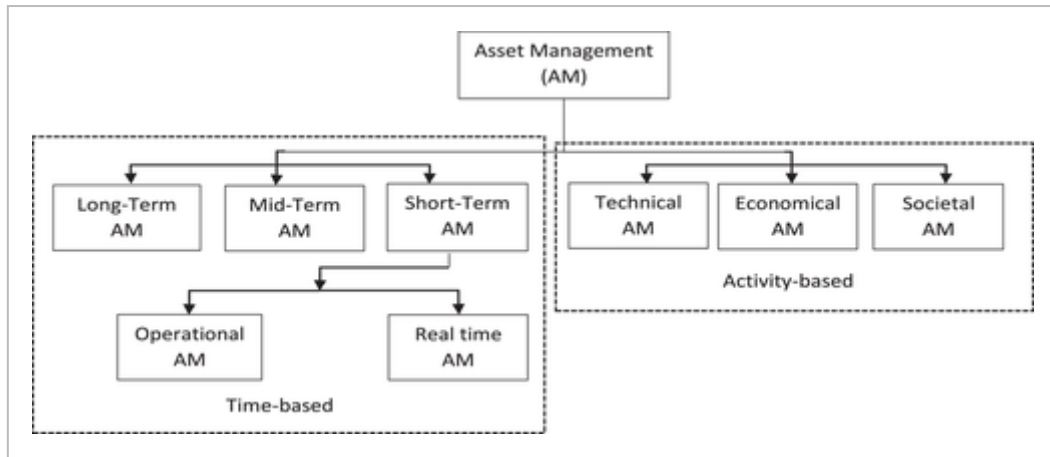 Asset Management
(AM)
Long-Term
AM
Mid-Term
AM
Short-Term
AM
Operational
AM
Real time
AM
Time-based
Technical
AM
Economical
AM
Societal
AM
Activity-based